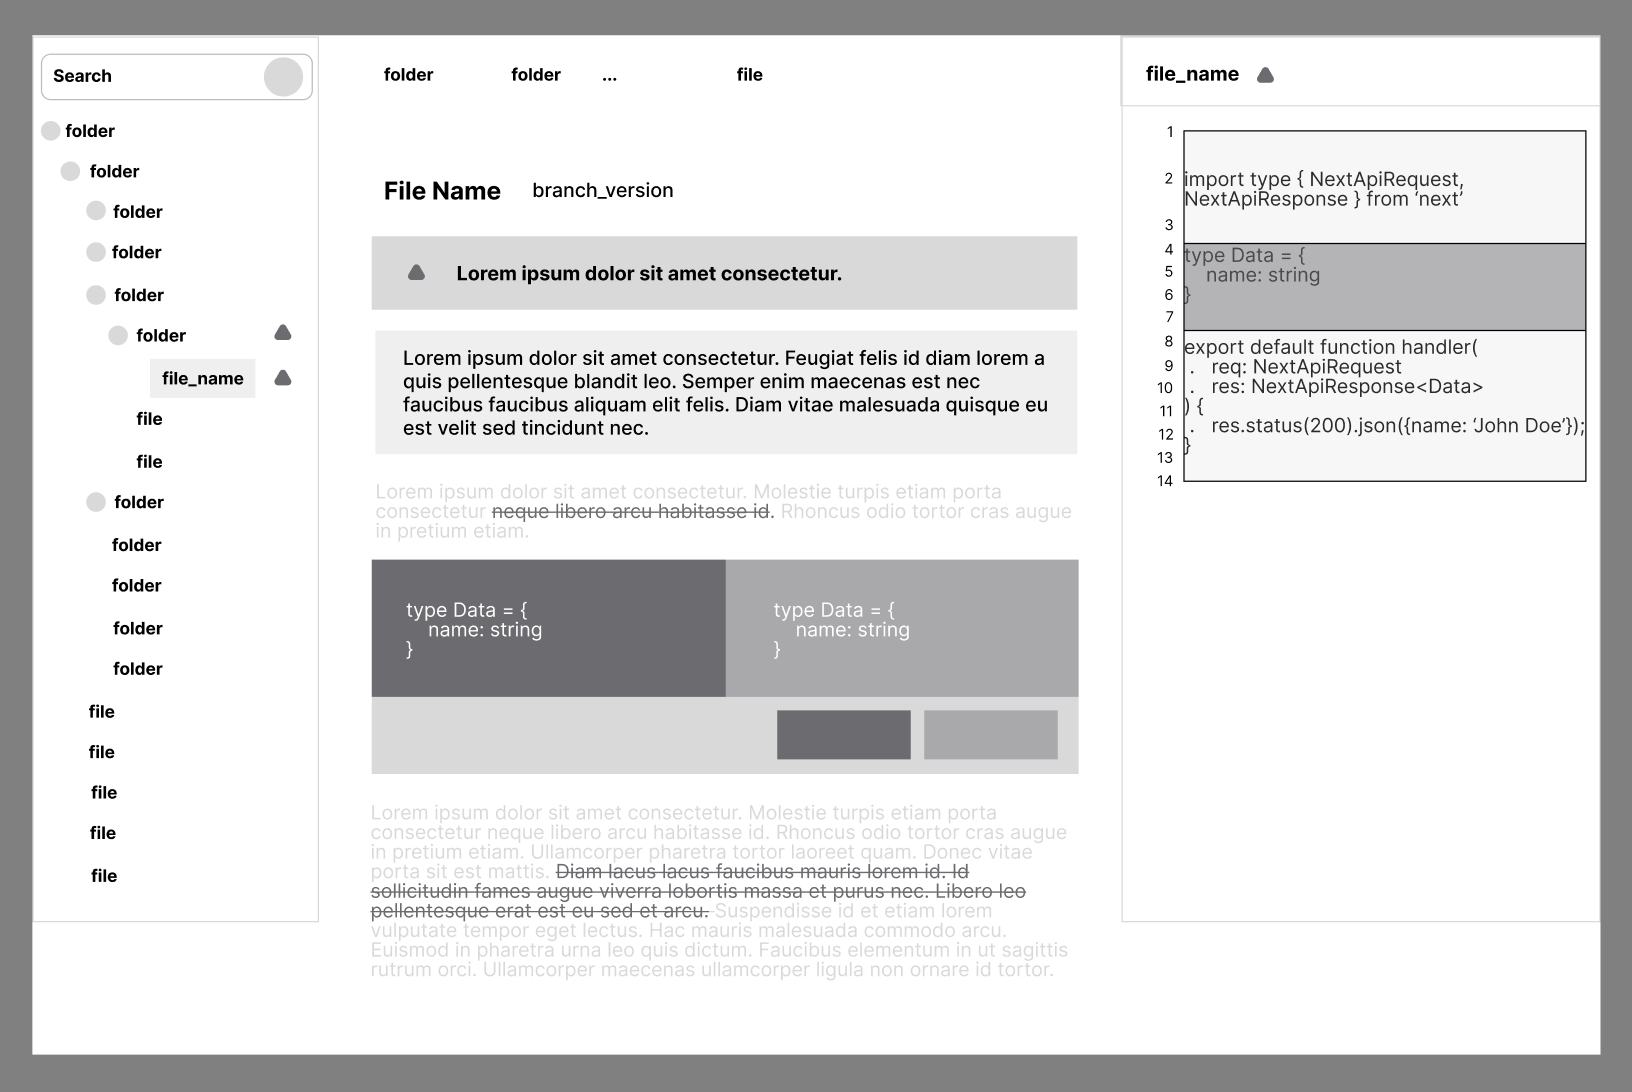 Search
folder
folder
folder
folder
folder
folder
file_name
file
file
folder
folder
folder
folder
folder
file
file
file
file
file
folder folder ... file
File Name branch_version
Lorem ipsum dolor sit amet consectetur.
Lorem ipsum dolor sit amet consectetur. Feugiat felis id diam lorem a
quis pellentesque blandit leo. Semper enim maecenas est nec
faucibus faucibus aliquam elit felis. Diam vitae malesuada quisque eu
est velit sed tincidunt nec.
Lorem ipsum dolor sit amet consectetur. Molestie turpis etiam porta
consectetur neque libero arcu habitasse id. Rhoncus odio tortor cras augue
in pretium etiam.
type Data = {
name: string
}
type Data = {
name: string
}
Lorem ipsum dolor sit amet consectetur. Molestie turpis etiam porta
consectetur neque libero arcu habitasse id. Rhoncus odio tortor cras augue
in pretium etiam. Ullamcorper pharetra tortor laoreet quam. Donec vitae
porta sit est mattis. Diam lacus lacus faucibus mauris lorem id. Id
sollicitudin fames augue viverra lobortis massa et purus nec. Libero leo
pellentesque erat est eu sed et arcu. Suspendisse id et etiam lorem
vulputate tempor eget lectus. Hac mauris malesuada commodo arcu.
Euismod in pharetra urna leo quis dictum. Faucibus elementum in ut sagittis
rutrum orci. Ullamcorper maecenas ullamcorper ligula non ornare id tortor.
file_name
1
2
3
4
5
6
7
8
9
10
11
12
13
14
import type { NextApiRequest,
NextApiResponse } from ‘next’
type Data = {
name: string
}
export default function handler(
. req: NextApiRequest
. res: NextApiResponse<Data>
) {
. res.status(200).json({name: ‘John Doe’});
}